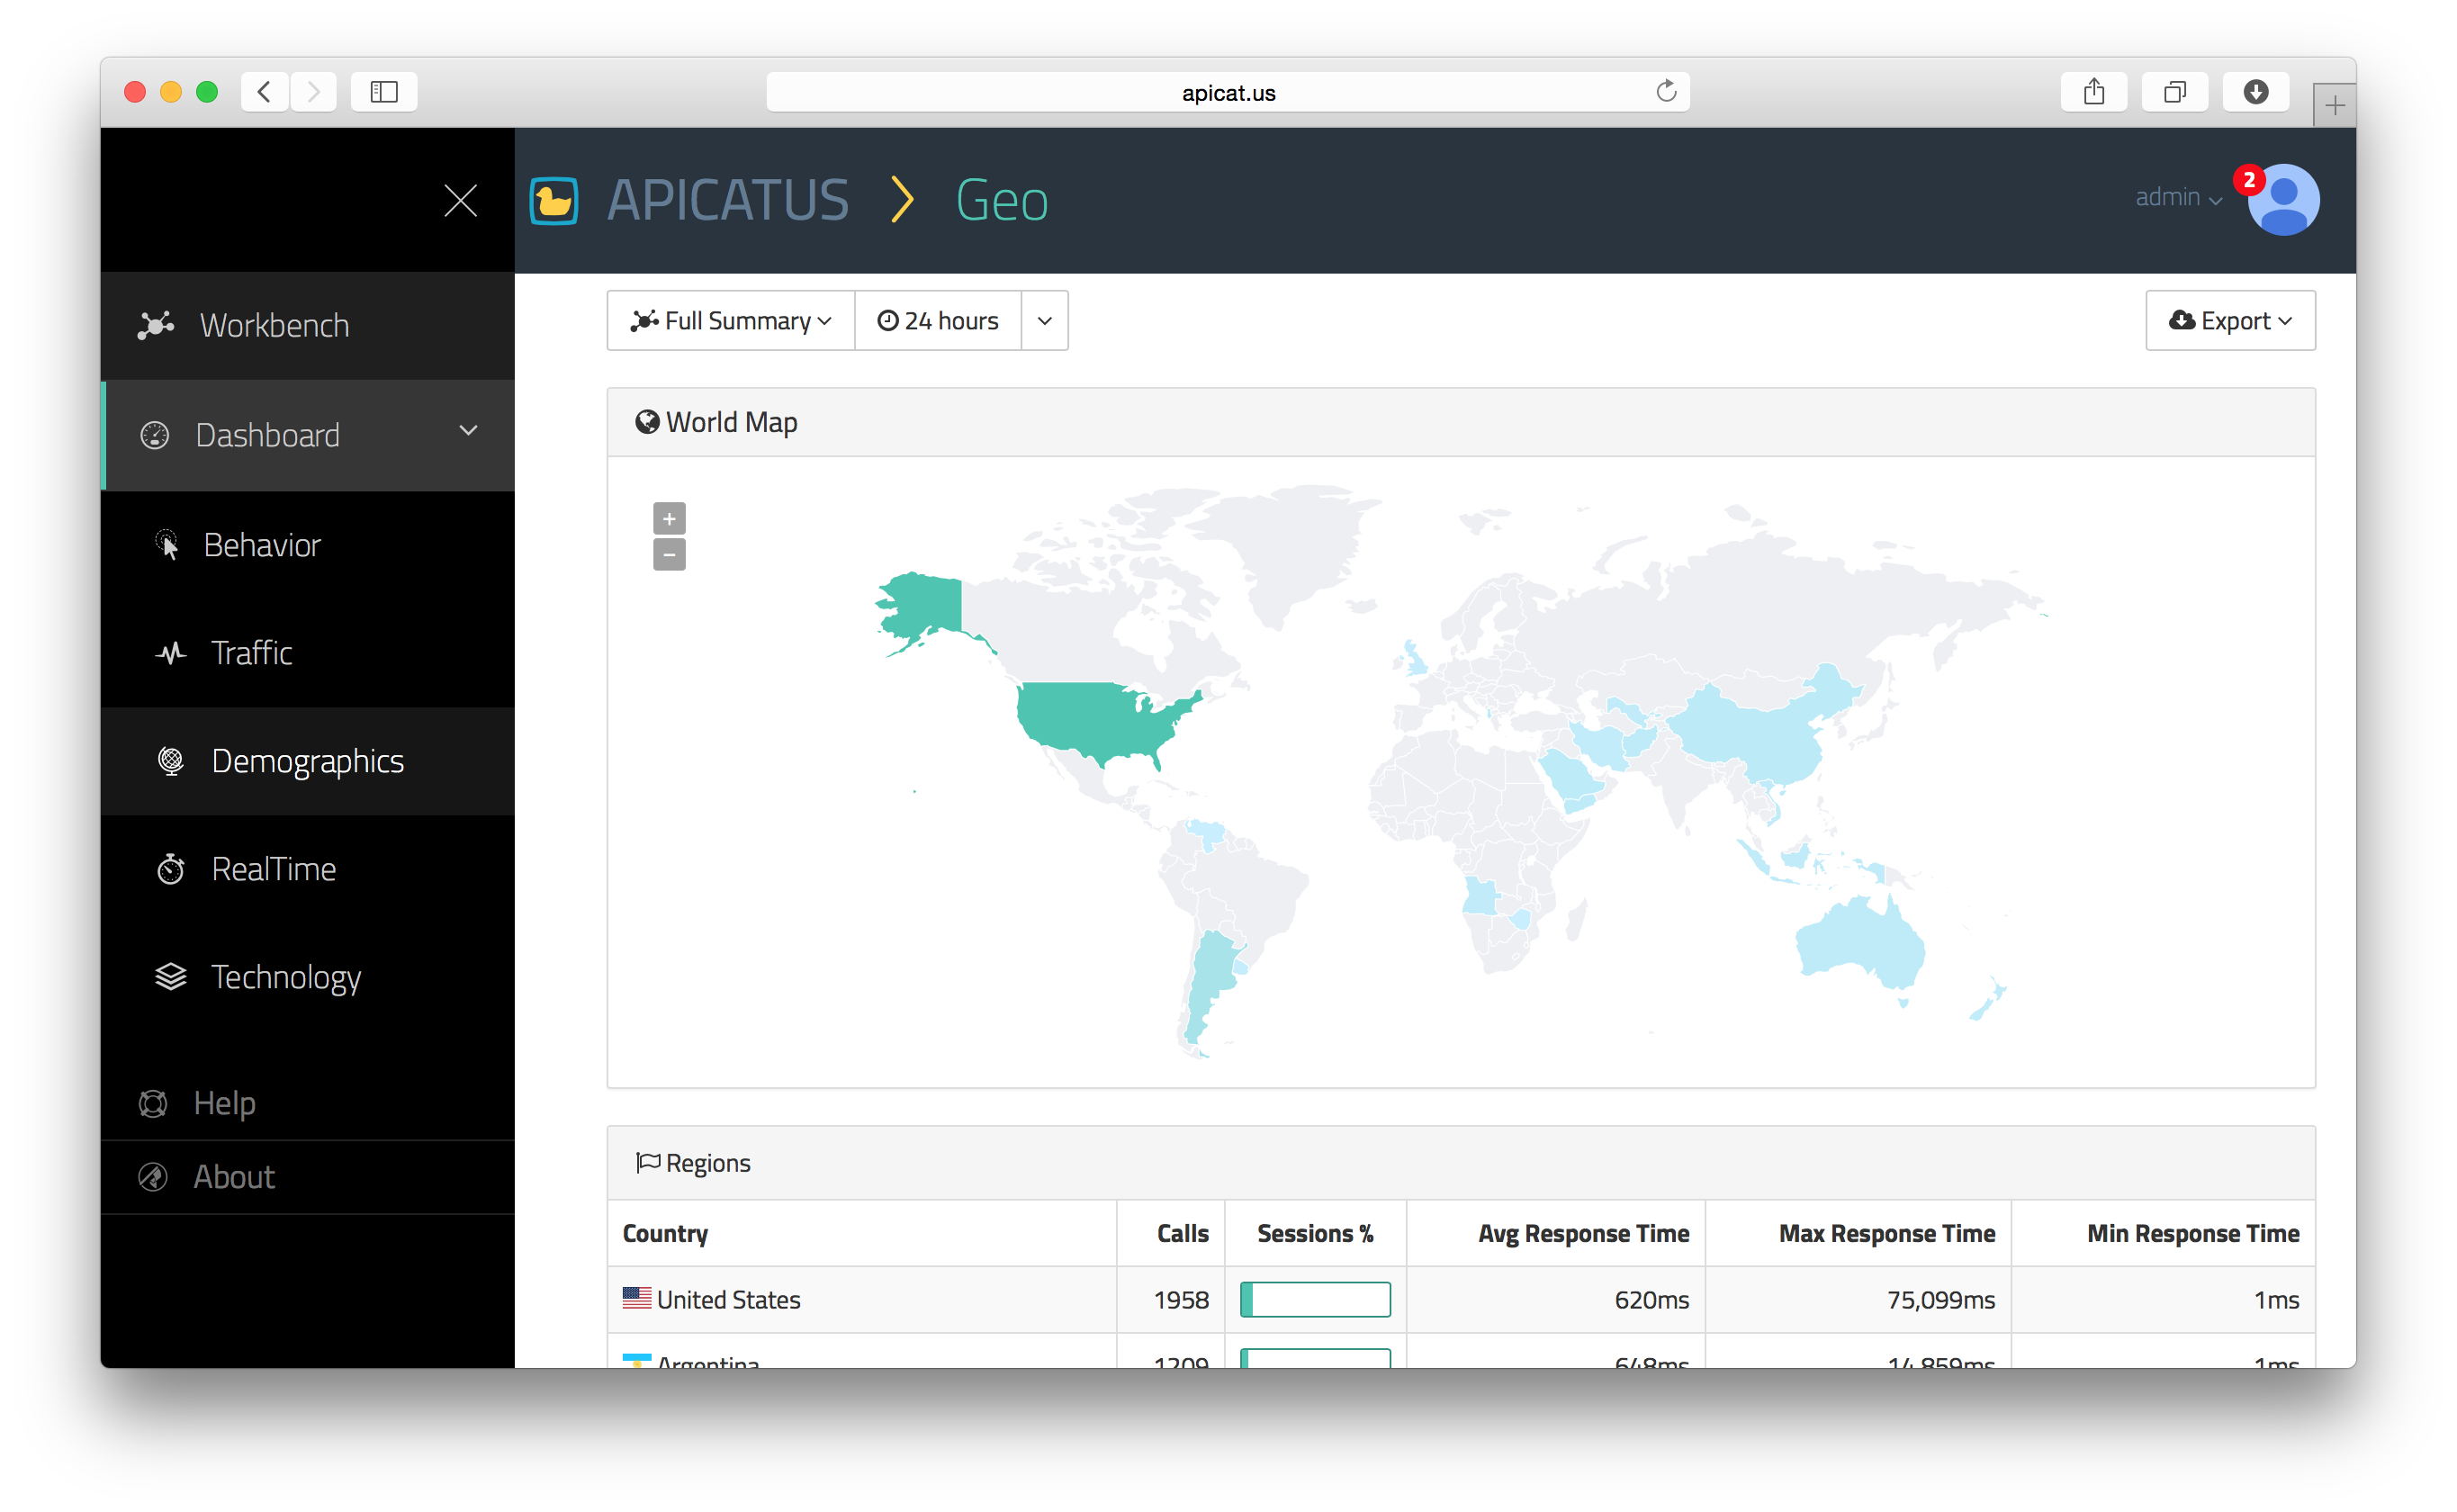 apicat.us
APICATUS Geo
admin 2
Workbench
Dashboard
Behavior
Traffic
Demographics
RealTime
Technology
Help
About
Full Summary 24 hours Export
World Map
+
−
Regions
Country Calls Sessions % Avg Response Time Max Response Time Min Response Time
United States 1958 620ms 75,099ms 1ms
Argentina 1209 648ms 14,859ms 1ms